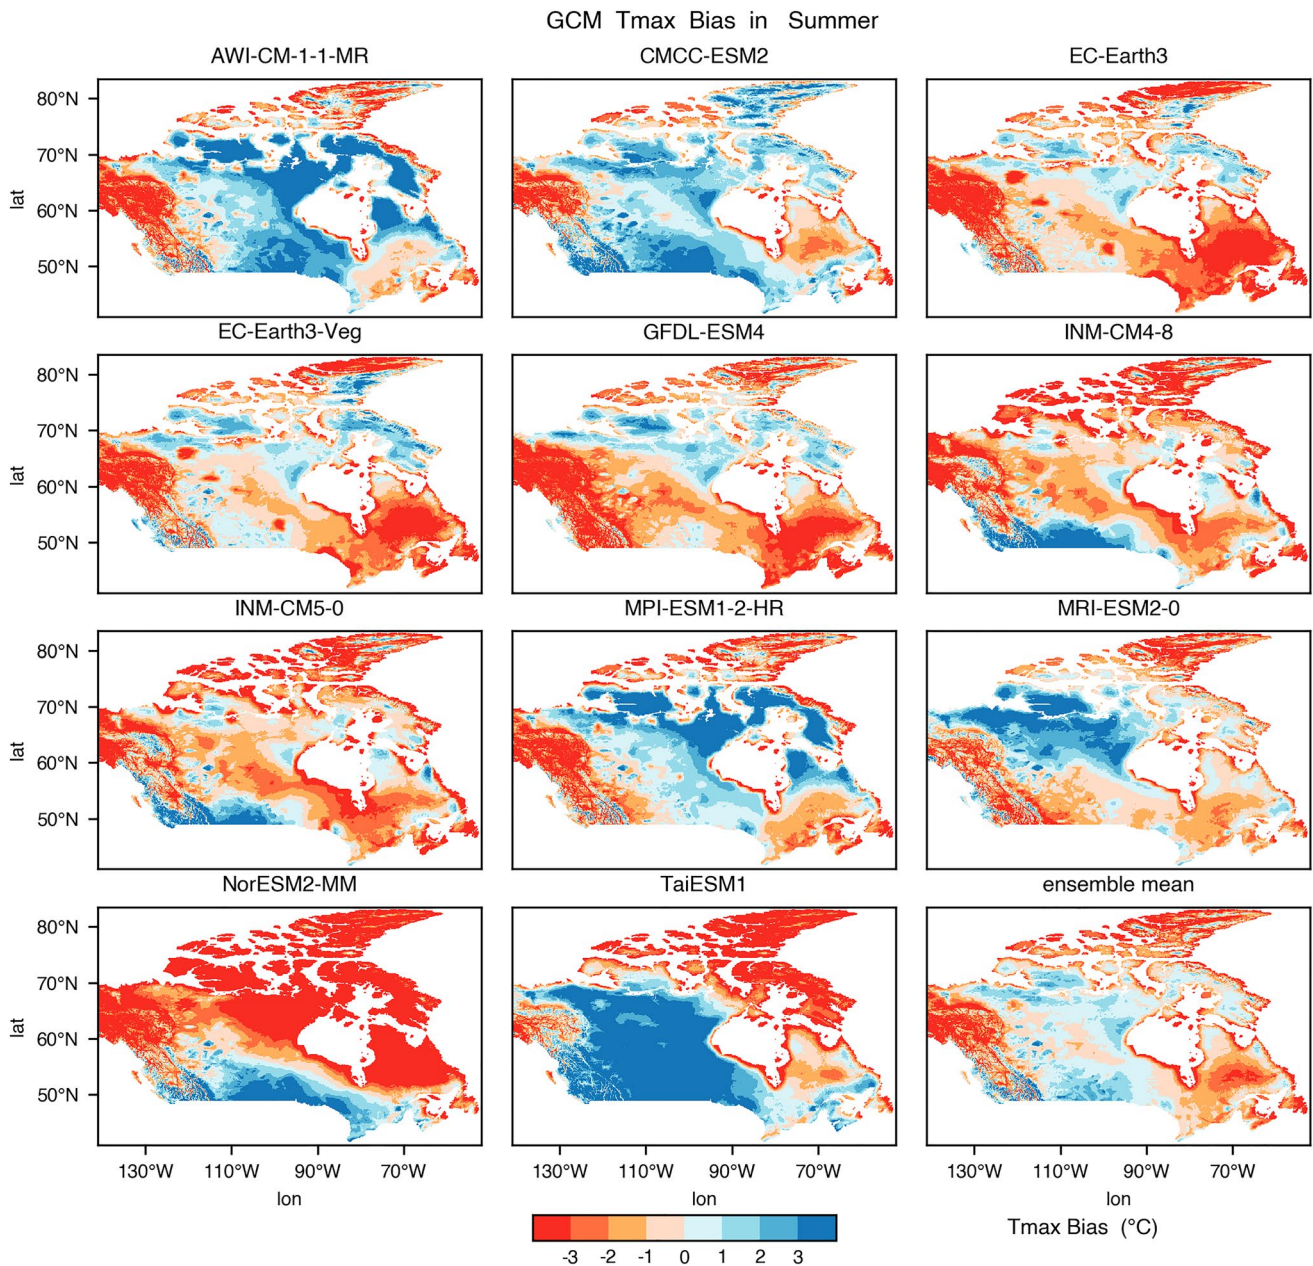 GCM Tmax Bias in Summer
AWI-CM-1-1-MR CMCC-ESM2 EC-Earth3
80°N
70°N
60°N
50°N
lat
EC-Earth3-Veg GFDL-ESM4 INM-CM4-8
80°N
70°N
60°N
50°N
lat
INM-CM5-0 MPI-ESM1-2-HR MRI-ESM2-0
80°N
70°N
60°N
50°N
lat
NorESM2-MM TaiESM1 ensemble mean
80°N
70°N
60°N
50°N
lat
130°W 110°W 90°W 70°W 130°W 110°W 90°W 70°W 130°W 110°W 90°W 70°W
lon lon lon
Tmax Bias (°C)
-3 -2 -1 0 1 2 3